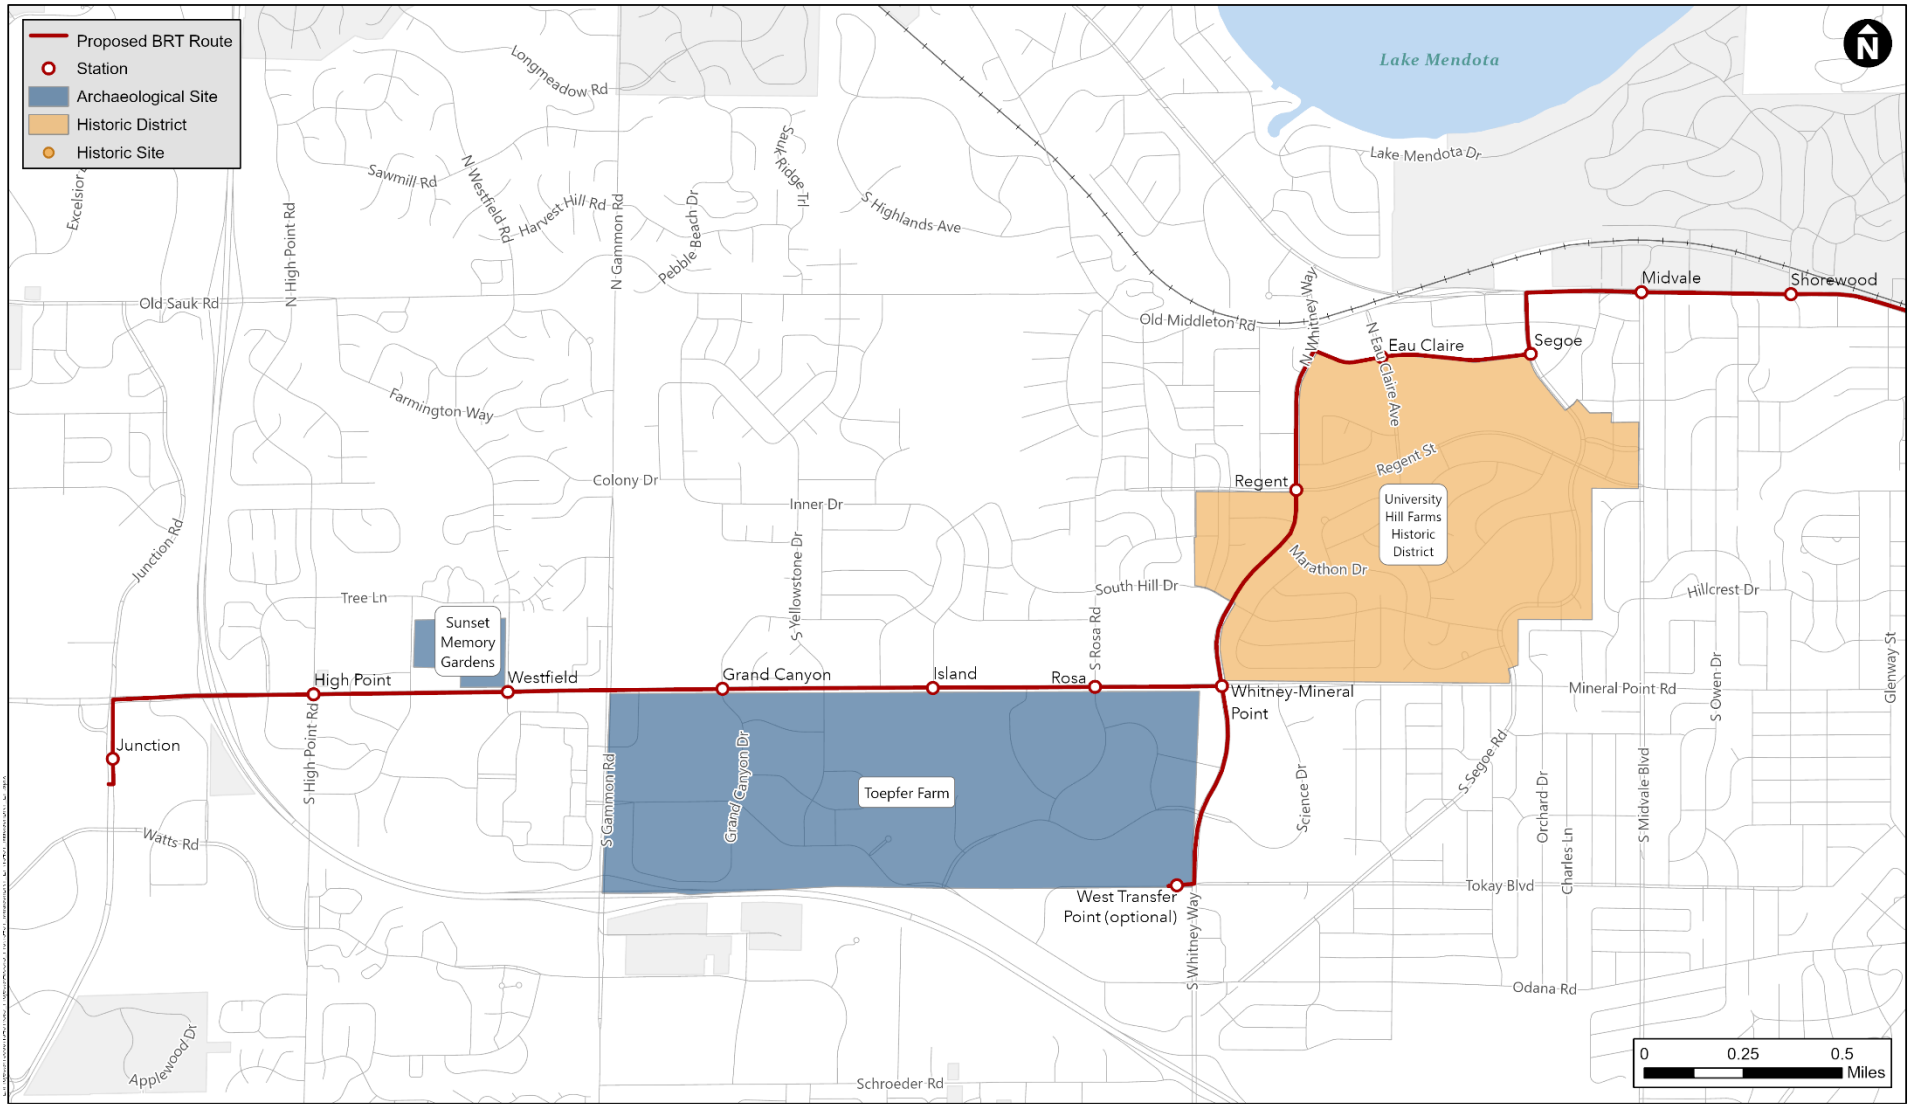 Proposed BRT Route
Station
Archaeological Site
Historic District
Historic Site
Lake Mendota
N
Longmeadow Rd
Excelsior
Sawmill Rd
N Westfield Rd
Harvest Hill Rd
N Gammon Rd
Sauk Ridge Trl
S Highlands Ave
Lake Mendota Dr
N High Point Rd
Pebble Beach Dr
Old Sauk Rd
Old Middleton Rd
N Whitney Way
N Eau Claire Ave
Midvale
Shorewood
Eau Claire
Segoe
Farmington Way
Regent St
Colony Dr
Regent
Inner Dr
University
Hill Farms
Historic
District
Junction Rd
S Yellowstone Dr
Marathon Dr
South Hill Dr
Hillcrest Dr
Tree Ln
Sunset
Memory
Gardens
S Rosa Rd
Glenway St
S Owen Dr
High Point
Westfield
Grand Canyon
Island
Rosa
Whitney-Mineral
Point
Mineral Point Rd
Junction
S High Point Rd
S Gammon Rd
Grand Canyon Dr
Toepfer Farm
Science Dr
S Segoe Rd
Orchard Dr
Charles Ln
S Midvale Blvd
Watts Rd
West Transfer
Point (optional)
Tokay Blvd
S Whitney Way
Odana Rd
Applewood Dr
Schroeder Rd
0 0.25 0.5
Miles